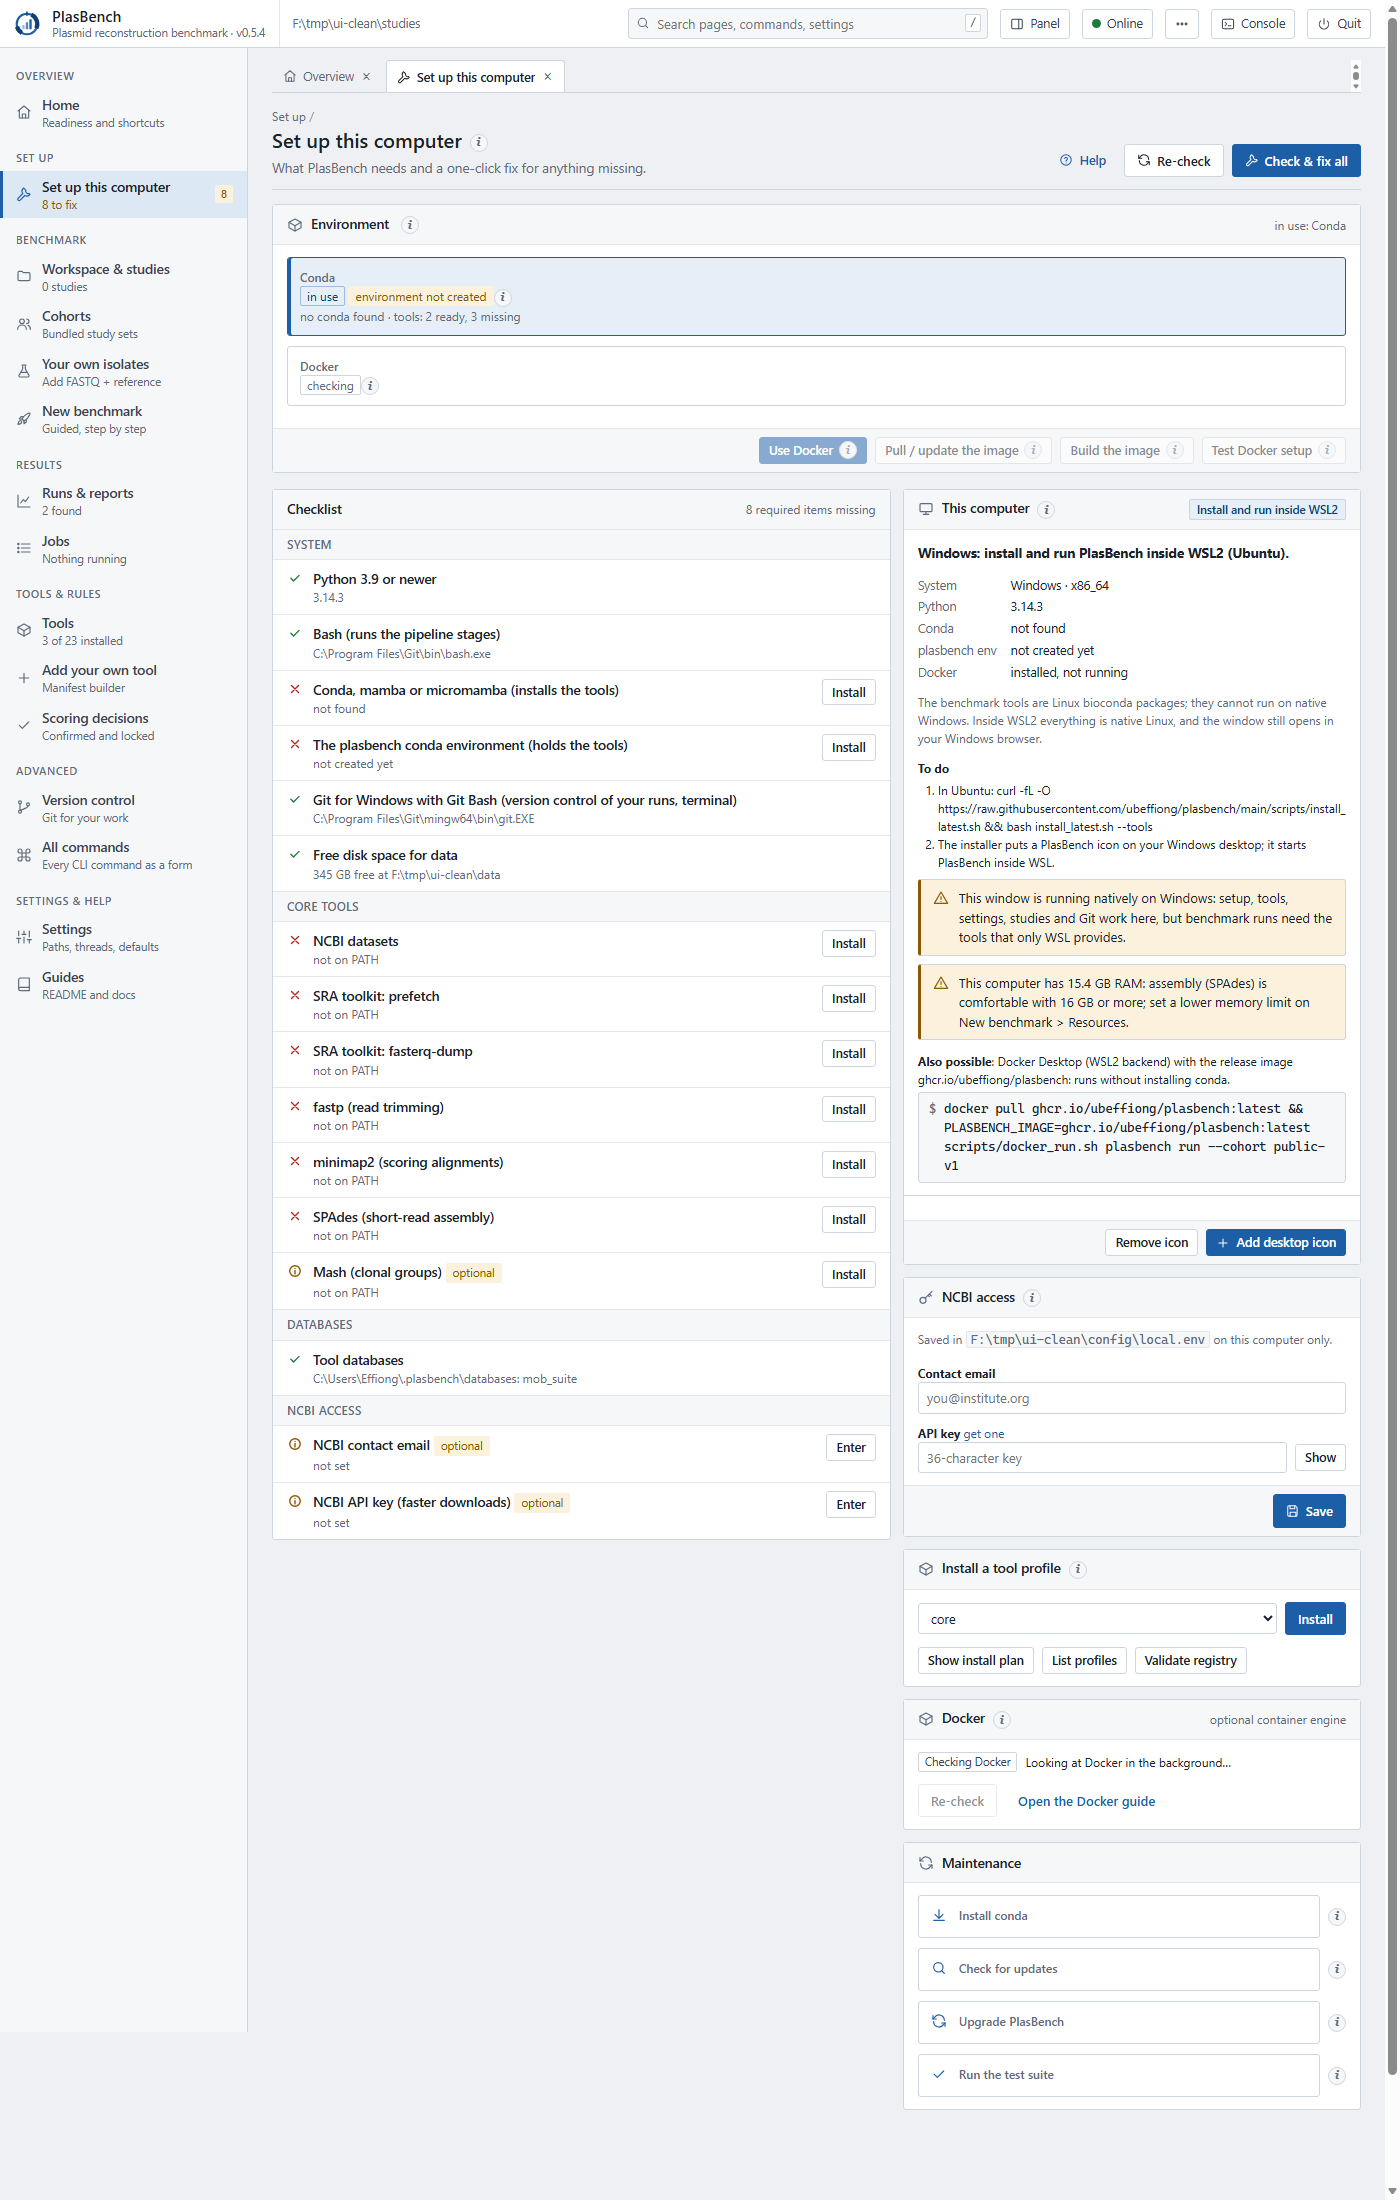 PlasBench
Plasmid reconstruction benchmark · v0.5.4
F:\tmp\ui-clean\studies
Search pages, commands, settings
/
Panel
Online
Console
Quit
OVERVIEW
Home
Readiness and shortcuts
SET UP
Set up this computer
8 to fix
8
BENCHMARK
Workspace & studies
0 studies
Cohorts
Bundled study sets
Your own isolates
Add FASTQ + reference
New benchmark
Guided, step by step
RESULTS
Runs & reports
2 found
Jobs
Nothing running
TOOLS & RULES
Tools
3 of 23 installed
Add your own tool
Manifest builder
Scoring decisions
Confirmed and locked
ADVANCED
Version control
Git for your work
All commands
Every CLI command as a form
SETTINGS & HELP
Settings
Paths, threads, defaults
Guides
README and docs
Overview
Set up this computer
Set up /
Set up this computer
What PlasBench needs and a one-click fix for anything missing.
Help
Re-check
Check & fix all
Environment
in use: Conda
Conda
in use
environment not created
no conda found · tools: 2 ready, 3 missing
Docker
checking
Use Docker
Pull / update the image
Build the image
Test Docker setup
Checklist
8 required items missing
SYSTEM
Python 3.9 or newer
3.14.3
Bash (runs the pipeline stages)
C:\Program Files\Git\bin\bash.exe
Conda, mamba or micromamba (installs the tools)
not found
Install
The plasbench conda environment (holds the tools)
not created yet
Install
Git for Windows with Git Bash (version control of your runs, terminal)
C:\Program Files\Git\mingw64\bin\git.EXE
Free disk space for data
345 GB free at F:\tmp\ui-clean\data
CORE TOOLS
NCBI datasets
not on PATH
Install
SRA toolkit: prefetch
not on PATH
Install
SRA toolkit: fasterq-dump
not on PATH
Install
fastp (read trimming)
not on PATH
Install
minimap2 (scoring alignments)
not on PATH
Install
SPAdes (short-read assembly)
not on PATH
Install
Mash (clonal groups)
optional
not on PATH
Install
DATABASES
Tool databases
C:\Users\Effiong\.plasbench\databases: mob_suite
NCBI ACCESS
NCBI contact email
optional
not set
Enter
NCBI API key (faster downloads)
optional
not set
Enter
This computer
Install and run inside WSL2
Windows: install and run PlasBench inside WSL2 (Ubuntu).
System Windows · x86_64
Python 3.14.3
Conda not found
plasbench env not created yet
Docker installed, not running
The benchmark tools are Linux bioconda packages; they cannot run on native
Windows. Inside WSL2 everything is native Linux, and the window still opens in
your Windows browser.
To do
1. In Ubuntu: curl -fL -O
https://raw.githubusercontent.com/ubeffiong/plasbench/main/scripts/install_
latest.sh && bash install_latest.sh --tools
2. The installer puts a PlasBench icon on your Windows desktop; it starts
PlasBench inside WSL.
This window is running natively on Windows: setup, tools,
settings, studies and Git work here, but benchmark runs need the
tools that only WSL provides.
This computer has 15.4 GB RAM: assembly (SPAdes) is
comfortable with 16 GB or more; set a lower memory limit on
New benchmark > Resources.
Also possible: Docker Desktop (WSL2 backend) with the release image
ghcr.io/ubeffiong/plasbench: runs without installing conda.
$ docker pull ghcr.io/ubeffiong/plasbench:latest &&
PLASBENCH_IMAGE=ghcr.io/ubeffiong/plasbench:latest
scripts/docker_run.sh plasbench run --cohort public-
v1
Remove icon
Add desktop icon
NCBI access
Saved in F:\tmp\ui-clean\config\local.env on this computer only.
Contact email
you@institute.org
API key get one
36-character key
Show
Save
Install a tool profile
core
Install
Show install plan
List profiles
Validate registry
Docker
optional container engine
Checking Docker
Looking at Docker in the background...
Re-check
Open the Docker guide
Maintenance
Install conda
Check for updates
Upgrade PlasBench
Run the test suite